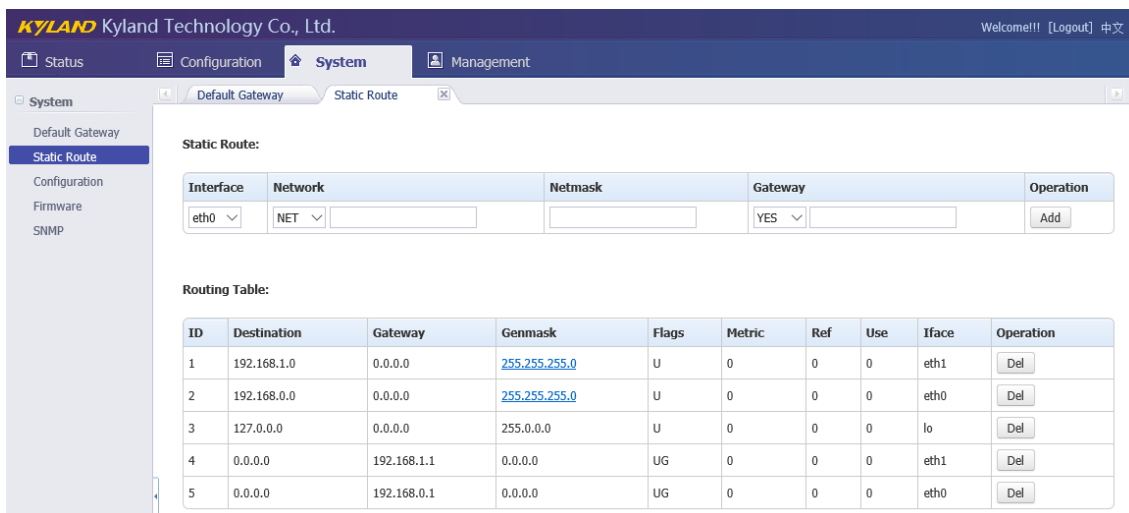 KYLAND Kyland Technology Co., Ltd. Welcome!!! [Logout] 中文
Status Configuration System Management
System
Default Gateway
Static Route
Configuration
Firmware
SNMP
Default Gateway Static Route
Static Route:
Interface Network Netmask Gateway Operation
eth0 NET YES Add
Routing Table:
ID Destination Gateway Genmask Flags Metric Ref Use Iface Operation
1 192.168.1.0 0.0.0.0 255.255.255.0 U 0 0 0 eth1 Del
2 192.168.0.0 0.0.0.0 255.255.255.0 U 0 0 0 eth0 Del
3 127.0.0.0 0.0.0.0 255.0.0.0 U 0 0 0 lo Del
4 0.0.0.0 192.168.1.1 0.0.0.0 UG 0 0 0 eth1 Del
5 0.0.0.0 192.168.0.1 0.0.0.0 UG 0 0 0 eth0 Del